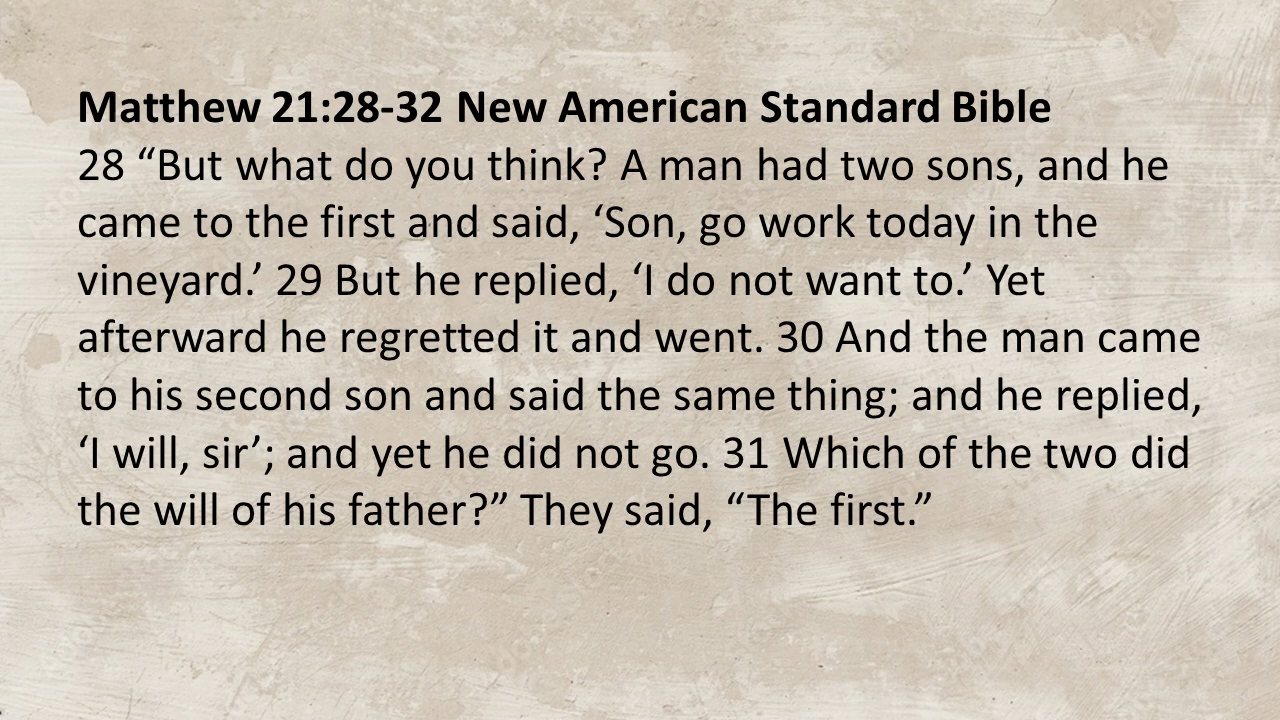 Matthew 21:28-32 New American Standard Bible
28 “But what do you think? A man had two sons, and he
came to the first and said, ‘Son, go work today in the
vineyard.’ 29 But he replied, ‘I do not want to.’ Yet
afterward he regretted it and went. 30 And the man came
to his second son and said the same thing; and he replied,
‘I will, sir’; and yet he did not go. 31 Which of the two did
the will of his father?” They said, “The first.”